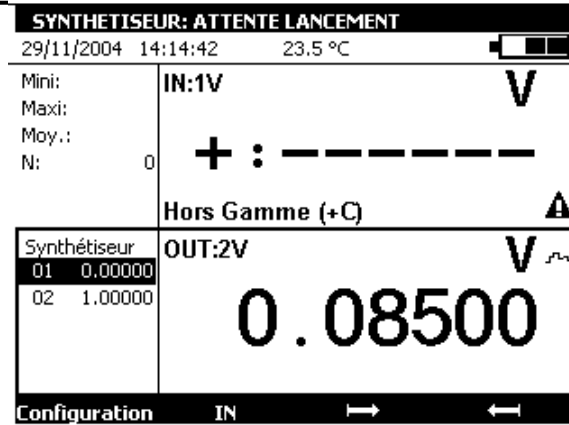 SYNTHETISEUR: ATTENTE LANCEMENT
29/11/2004 14:14:42 23.5 °C
Mini:
Maxi:
Moy.:
N: 0
IN:1V V
+ : - - - - - -
Hors Gamme (+C)
Synthétiseur
01 0.00000
02 1.00000
OUT:2V V
0.08500
Configuration IN